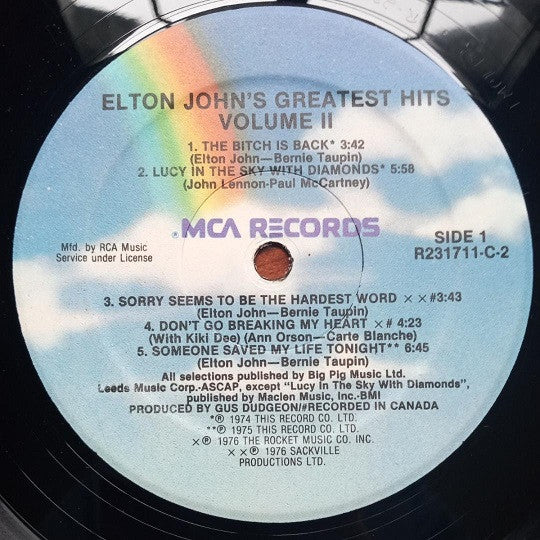 ELTON JOHN'S GREATEST HITS
VOLUME II
1. THE BITCH IS BACK* 3:42
(Elton John—Bernie Taupin)
2. LUCY IN THE SKY WITH DIAMONDS* 5:58
(John Lennon-Paul McCartney)
® MCA RECORDS
Mfd. by RCA Music
Service under License
SIDE 1
R231711-C-2
3. SORRY SEEMS TO BE THE HARDEST WORD ××#3:43
(Elton John—Bernie Taupin)
4. DON'T GO BREAKING MY HEART ×# 4:23
(With Kiki Dee) (Ann Orson—Carte Blanche)
5. SOMEONE SAVED MY LIFE TONIGHT** 6:45
(Elton John—Bernie Taupin)
All selections published by Big Pig Music Ltd.
Leeds Music Corp.-ASCAP, except "Lucy In The Sky With Diamonds",
published by Maclen Music, Inc.-BMI
PRODUCED BY GUS DUDGEON/#RECORDED IN CANADA
*℗ 1974 THIS RECORD CO. LTD.
**℗ 1975 THIS RECORD CO. LTD.
×℗ 1976 THE ROCKET MUSIC CO. INC.
××℗ 1976 SACKVILLE
PRODUCTIONS LTD.